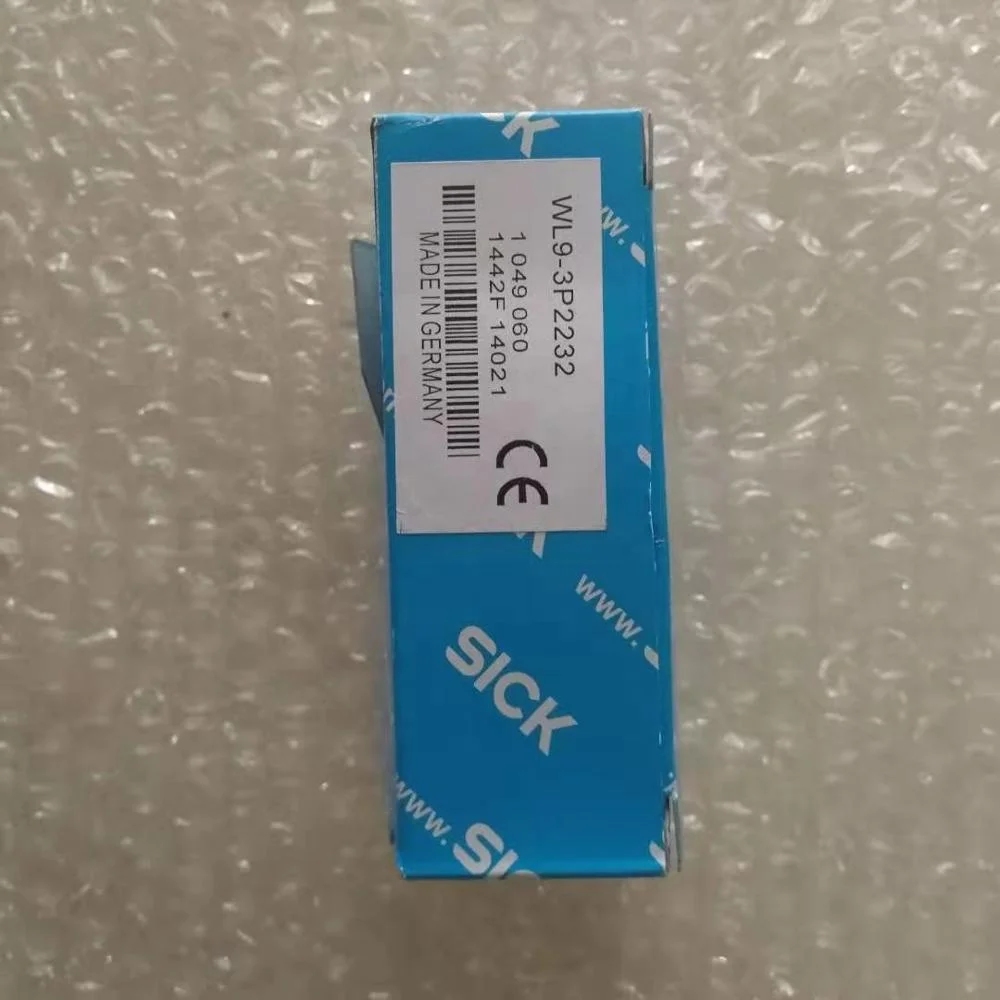 WL9-3P2232
1 049 060
1442F 14021
MADE IN GERMANY
CE
www.
SICK
www.
SICK